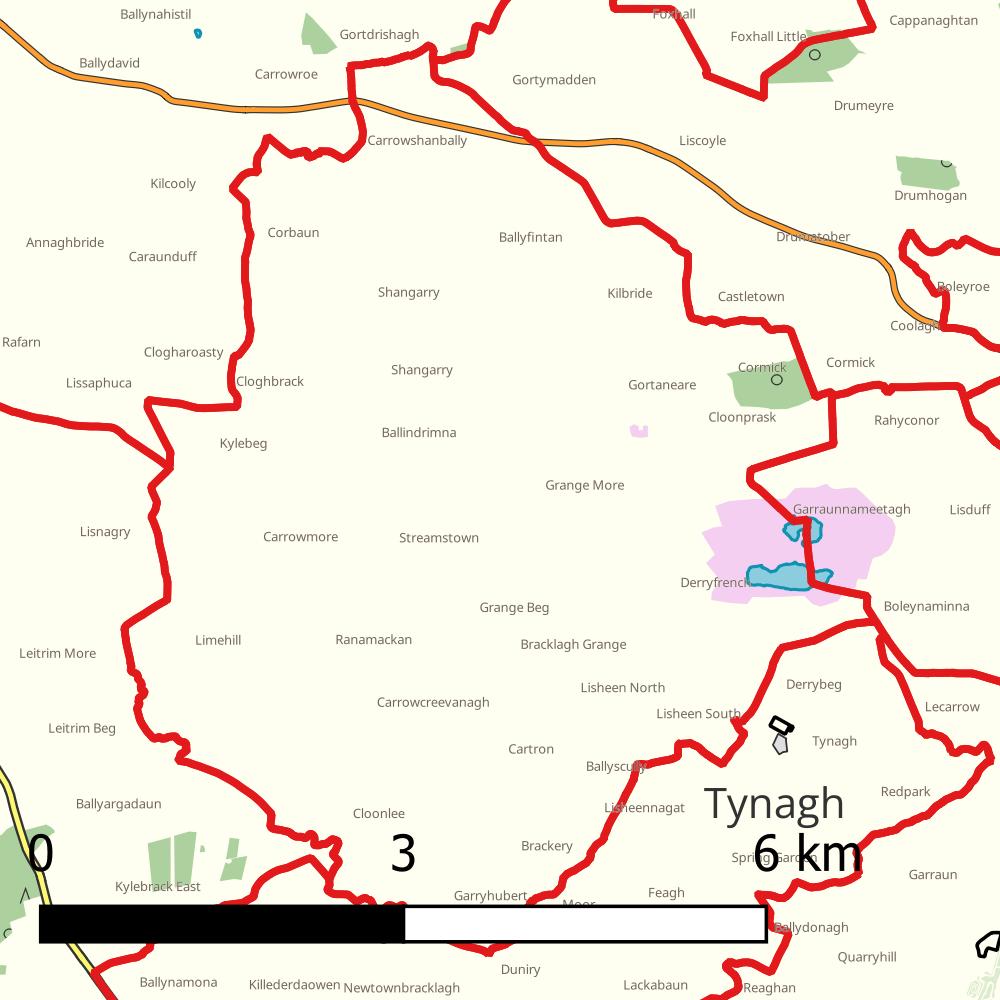 Ballynahistil
Foxhall
Cappanaghtan
Gortdrishagh
Foxhall Little
Ballydavid
Carrowroe
Gortymadden
Drumeyre
Carrowshanbally
Liscoyle
Kilcooly
Drumhogan
Corbaun
Ballyfintan
Drumatober
Annaghbride
Caraunduff
Shangarry
Kilbride
Castletown
Boleyroe
Coolagh
Rafarn
Clogharoasty
Cormick
Cormick
Shangarry
Lissaphuca
Cloghbrack
Gortaneare
Cloonprask
Rahyconor
Kylebeg
Ballindrimna
Grange More
Garraunnameetagh
Lisduff
Lisnagry
Carrowmore
Streamstown
Derryfrench
Grange Beg
Boleynaminna
Limehill
Ranamackan
Bracklagh Grange
Leitrim More
Lisheen North
Derrybeg
Carrowcreevanagh
Lisheen South
Lecarrow
Leitrim Beg
Cartron
Tynagh
Ballyscully
Redpark
Ballyargadaun
Cloonlee
Lisheennagat
Tynagh
Brackery
0 3 6 km
Spring Garden
Garraun
Kylebrack East
Garryhubert
Feagh
Moor
Ballydonagh
Quarryhill
Duniry
Ballynamona
Killederdaowen
Newtownbracklagh
Lackabaun
Reaghan